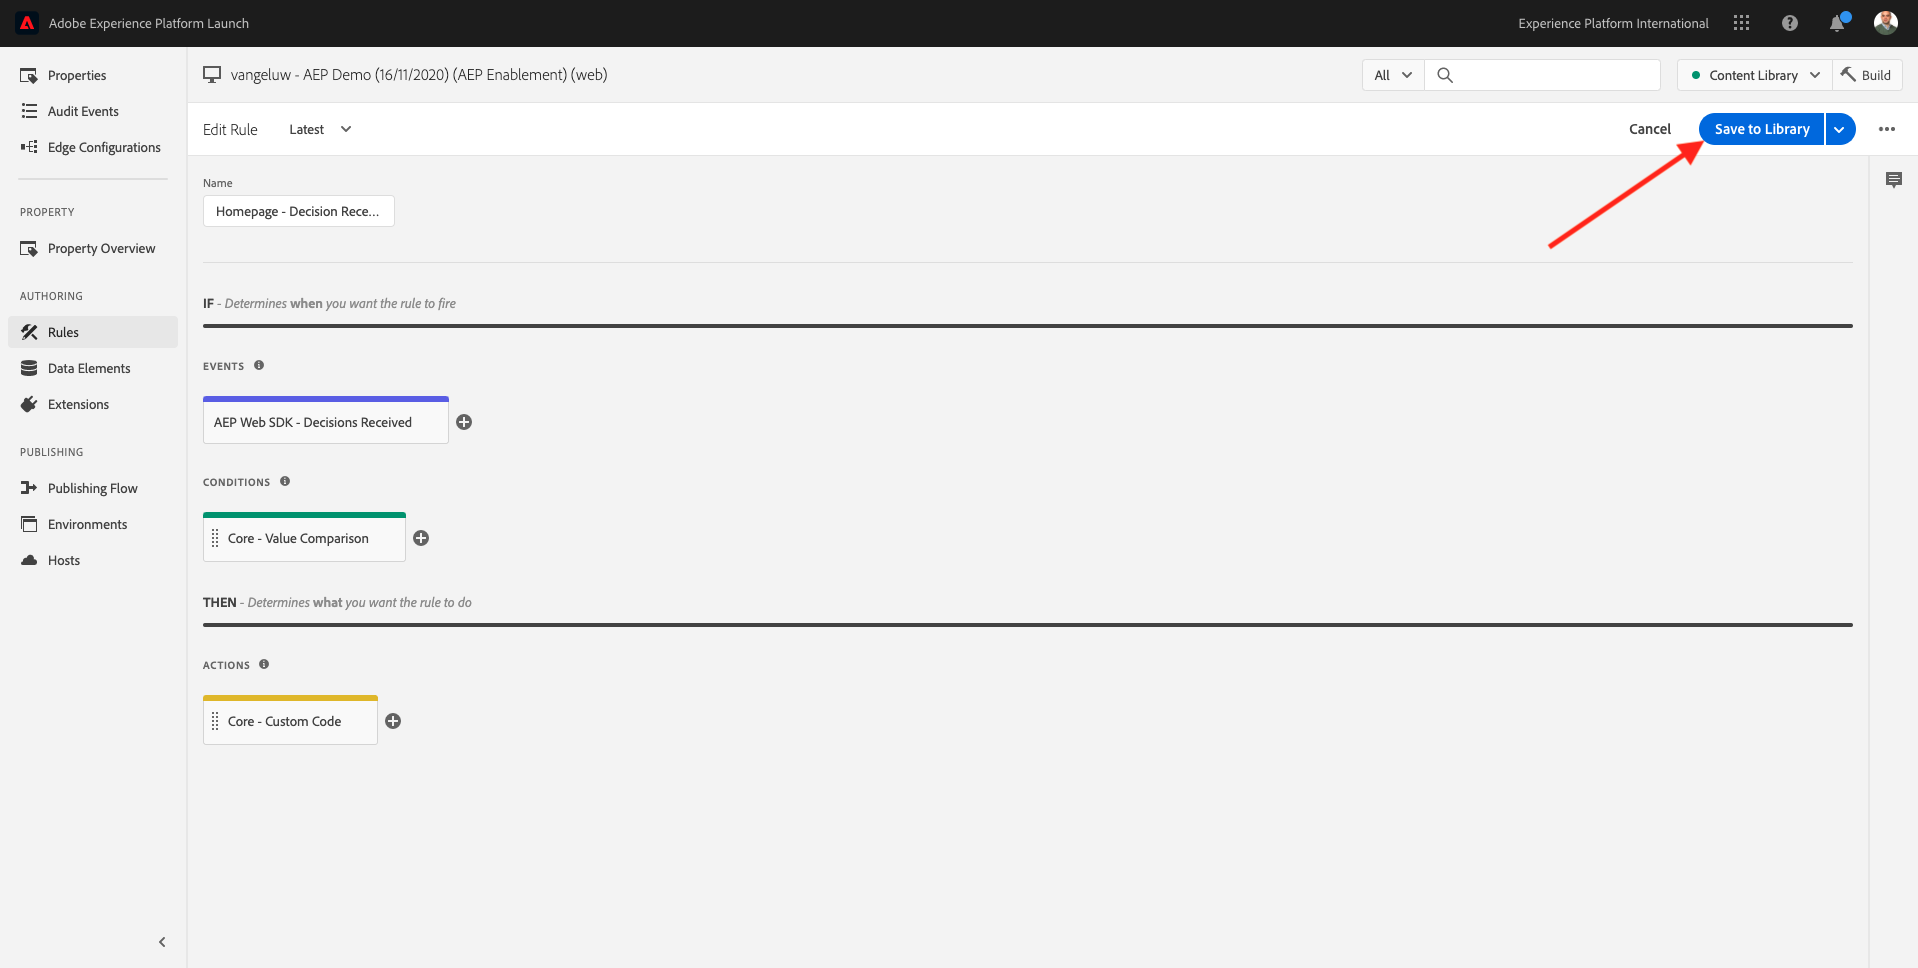 Adobe Experience Platform Launch
Experience Platform International
Properties
Audit Events
Edge Configurations
PROPERTY
Property Overview
AUTHORING
Rules
Data Elements
Extensions
PUBLISHING
Publishing Flow
Environments
Hosts
vangeluw - AEP Demo (16/11/2020) (AEP Enablement) (web)
All
Content Library
Build
Edit Rule
Latest
Cancel
Save to Library
Name
Homepage - Decision Rece...
IF - Determines when you want the rule to fire
EVENTS
AEP Web SDK - Decisions Received
CONDITIONS
Core - Value Comparison
THEN - Determines what you want the rule to do
ACTIONS
Core - Custom Code